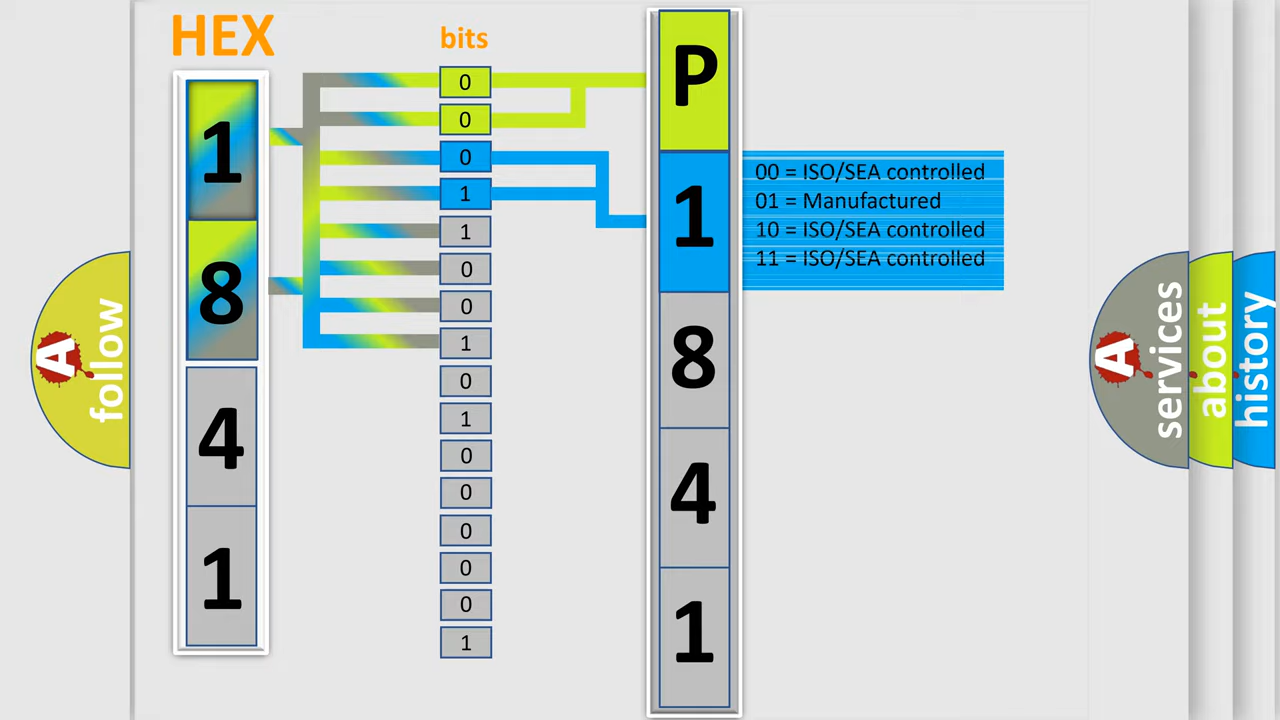 HEX
bits
1
8
4
1
0
0
0
1
1
0
0
1
0
1
0
0
0
0
0
1
P
1
8
4
1
00 = ISO/SEA controlled
01 = Manufactured
10 = ISO/SEA controlled
11 = ISO/SEA controlled
A
follow
A
services
about
history